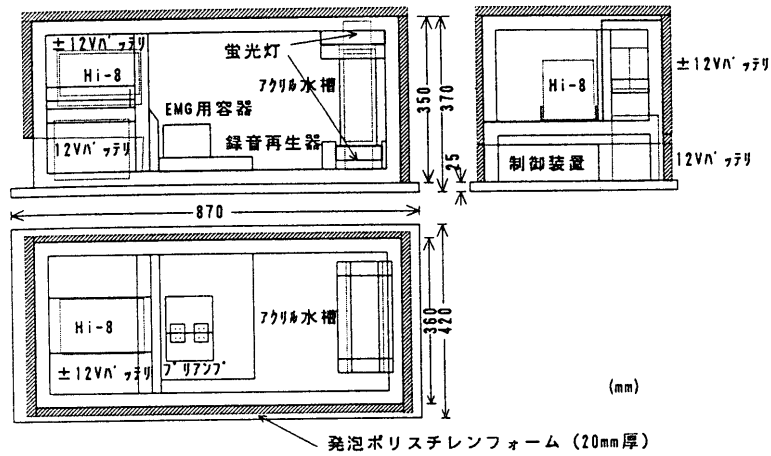 ±12Vバッテリ
Hi-8
12Vバッテリ
EMG用容器
蛍光灯
アクリル水槽
録音再生器
350
370
25
870
Hi-8
制御装置
±12Vバッテリ
12Vバッテリ
Hi-8
±12Vバッテリ
プリアンプ
アクリル水槽
360
420
(mm)
発泡ポリスチレンフォーム (20mm厚)